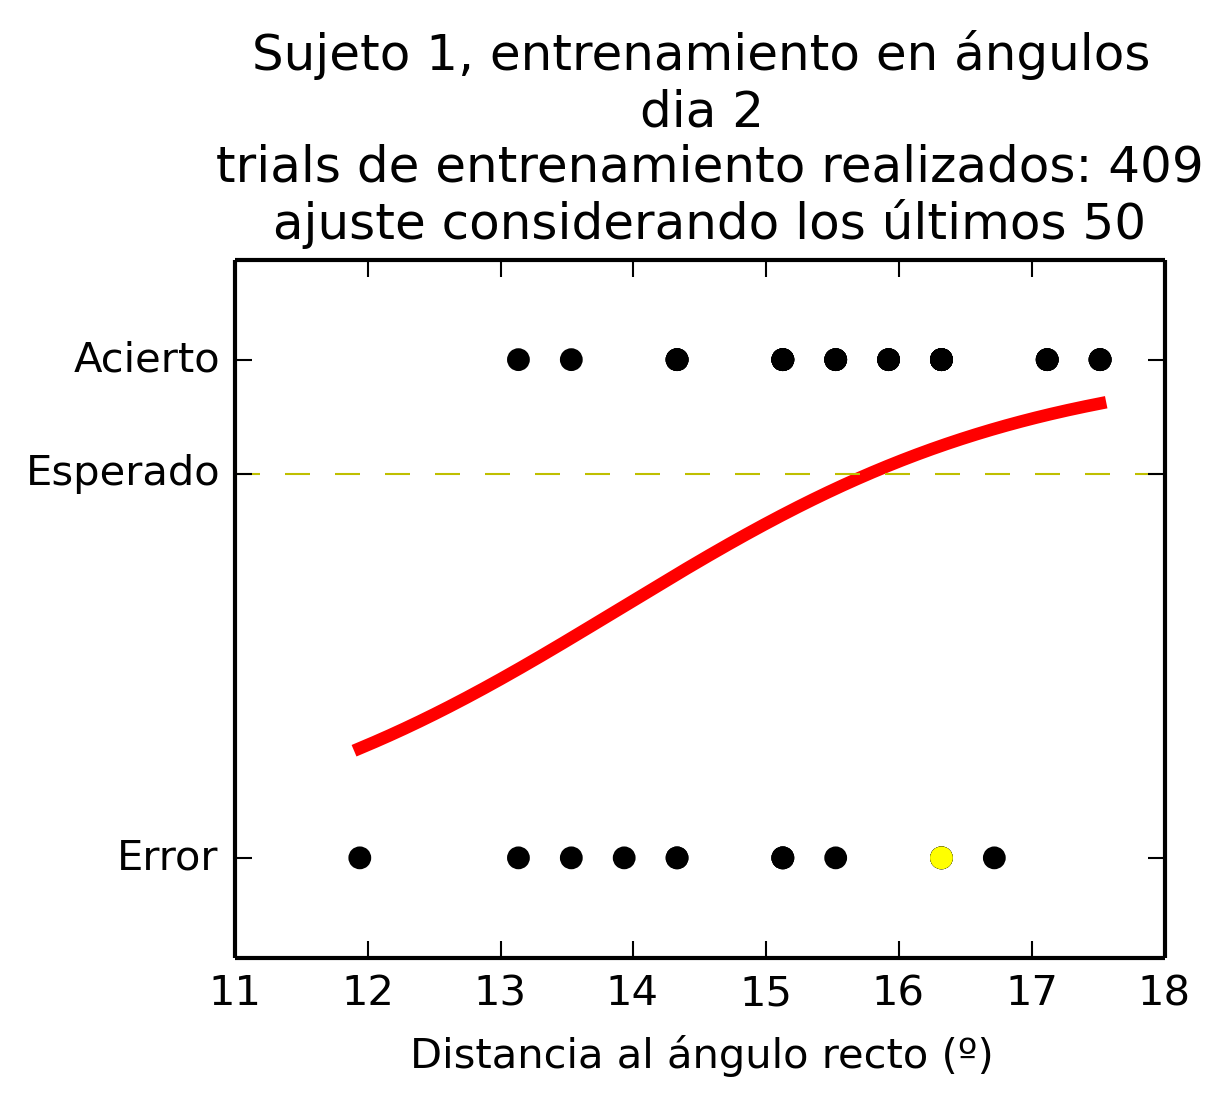 Sujeto 1, entrenamiento en ángulos
dia 2
trials de entrenamiento realizados: 409
ajuste considerando los últimos 50
Acierto
Esperado
Error
11 12 13 14 15 16 17 18
Distancia al ángulo recto (º)